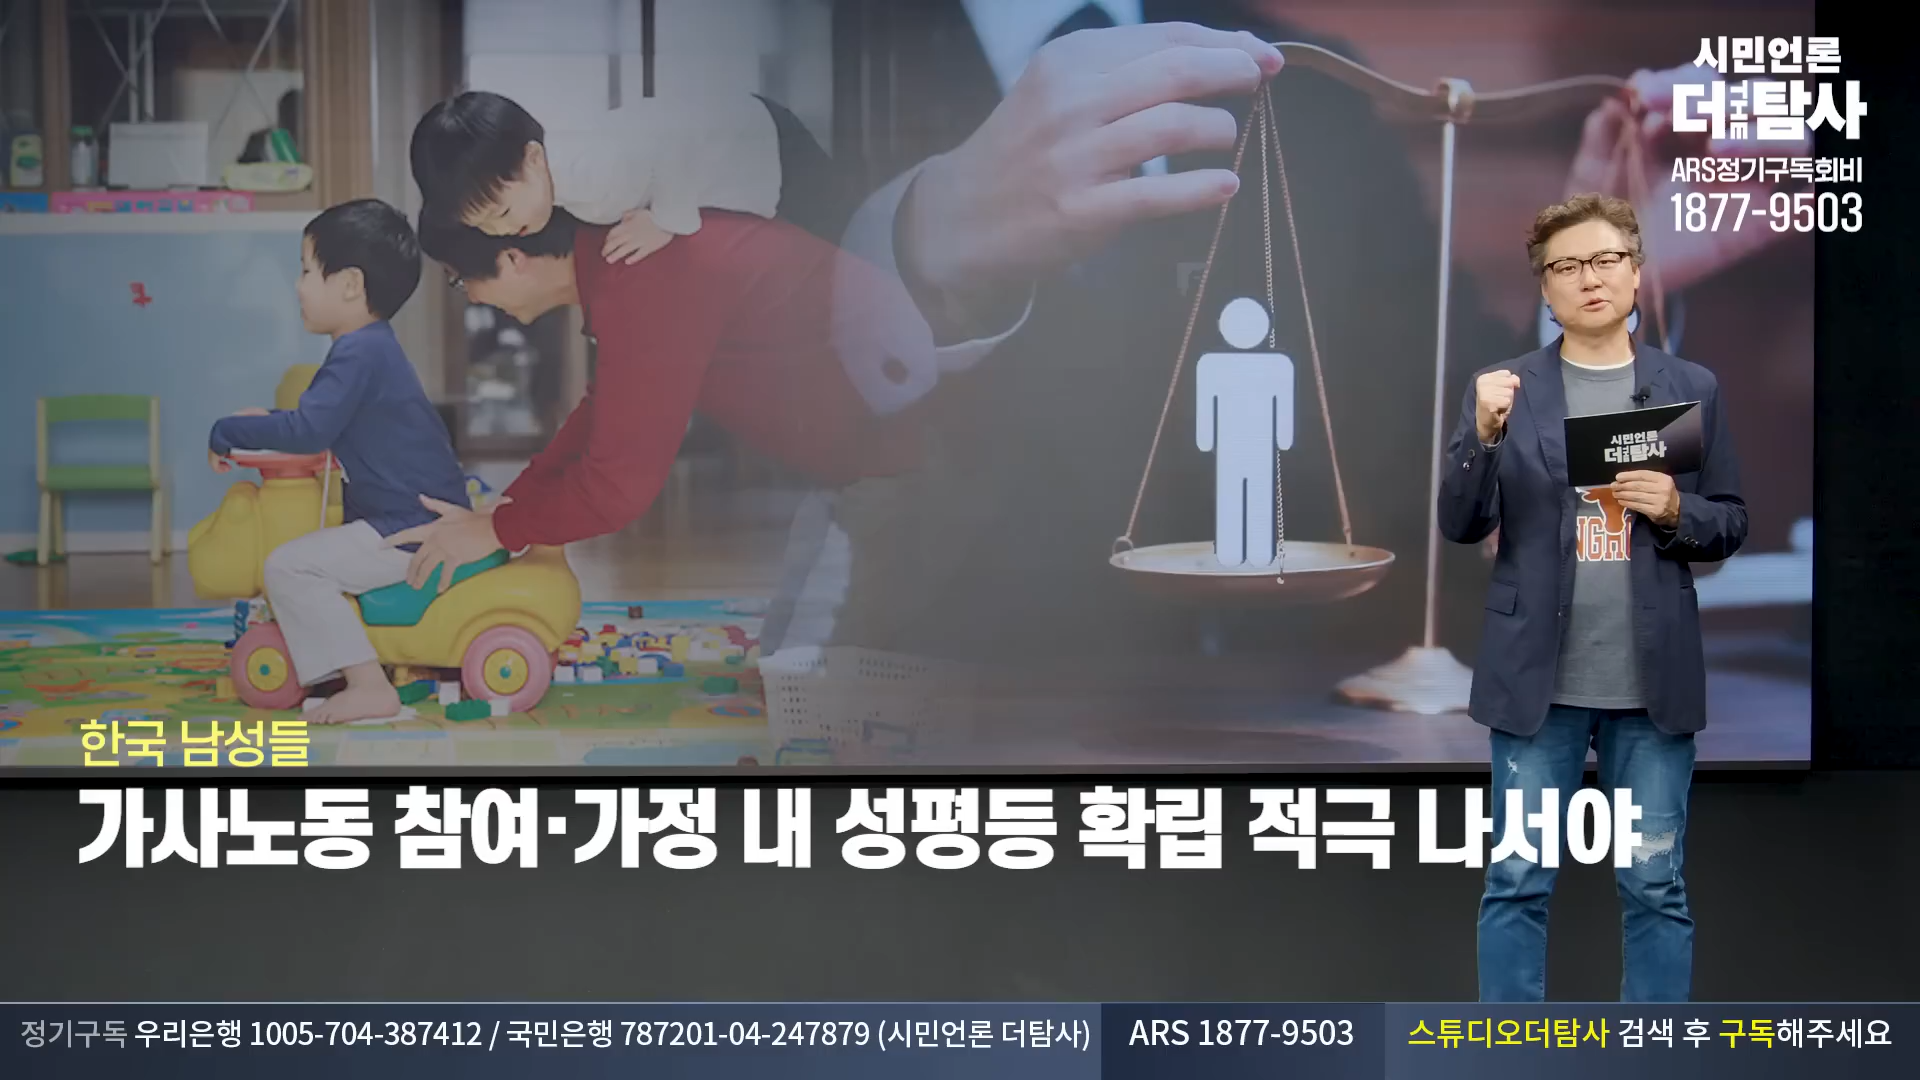 시민언론
더탐사
ARS정기구독회비
1877-9503
시민언론
더탐사
한국 남성들
가사노동 참여·가정 내 성평등 확립 적극 나서야
정기구독 우리은행 1005-704-387412 / 국민은행 787201-04-247879 (시민언론 더탐사)
ARS 1877-9503
스튜디오더탐사 검색 후 구독해주세요